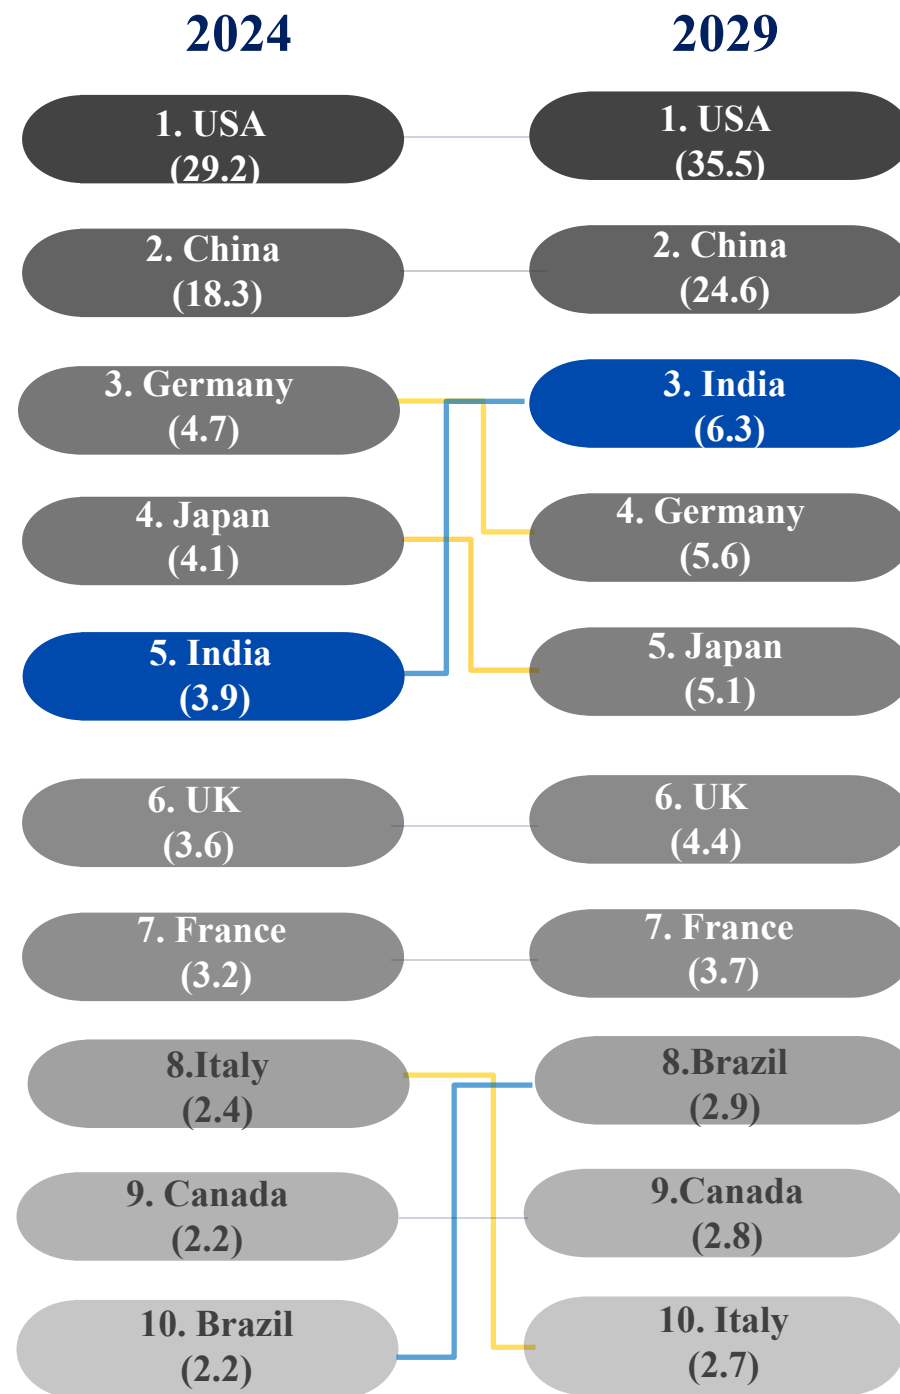 2024
2029
1. USA
(29.2)
1. USA
(35.5)
2. China
(18.3)
2. China
(24.6)
3. Germany
(4.7)
3. India
(6.3)
4. Japan
(4.1)
4. Germany
(5.6)
5. India
(3.9)
5. Japan
(5.1)
6. UK
(3.6)
6. UK
(4.4)
7. France
(3.2)
7. France
(3.7)
8.Italy
(2.4)
8.Brazil
(2.9)
9. Canada
(2.2)
9.Canada
(2.8)
10. Brazil
(2.2)
10. Italy
(2.7)